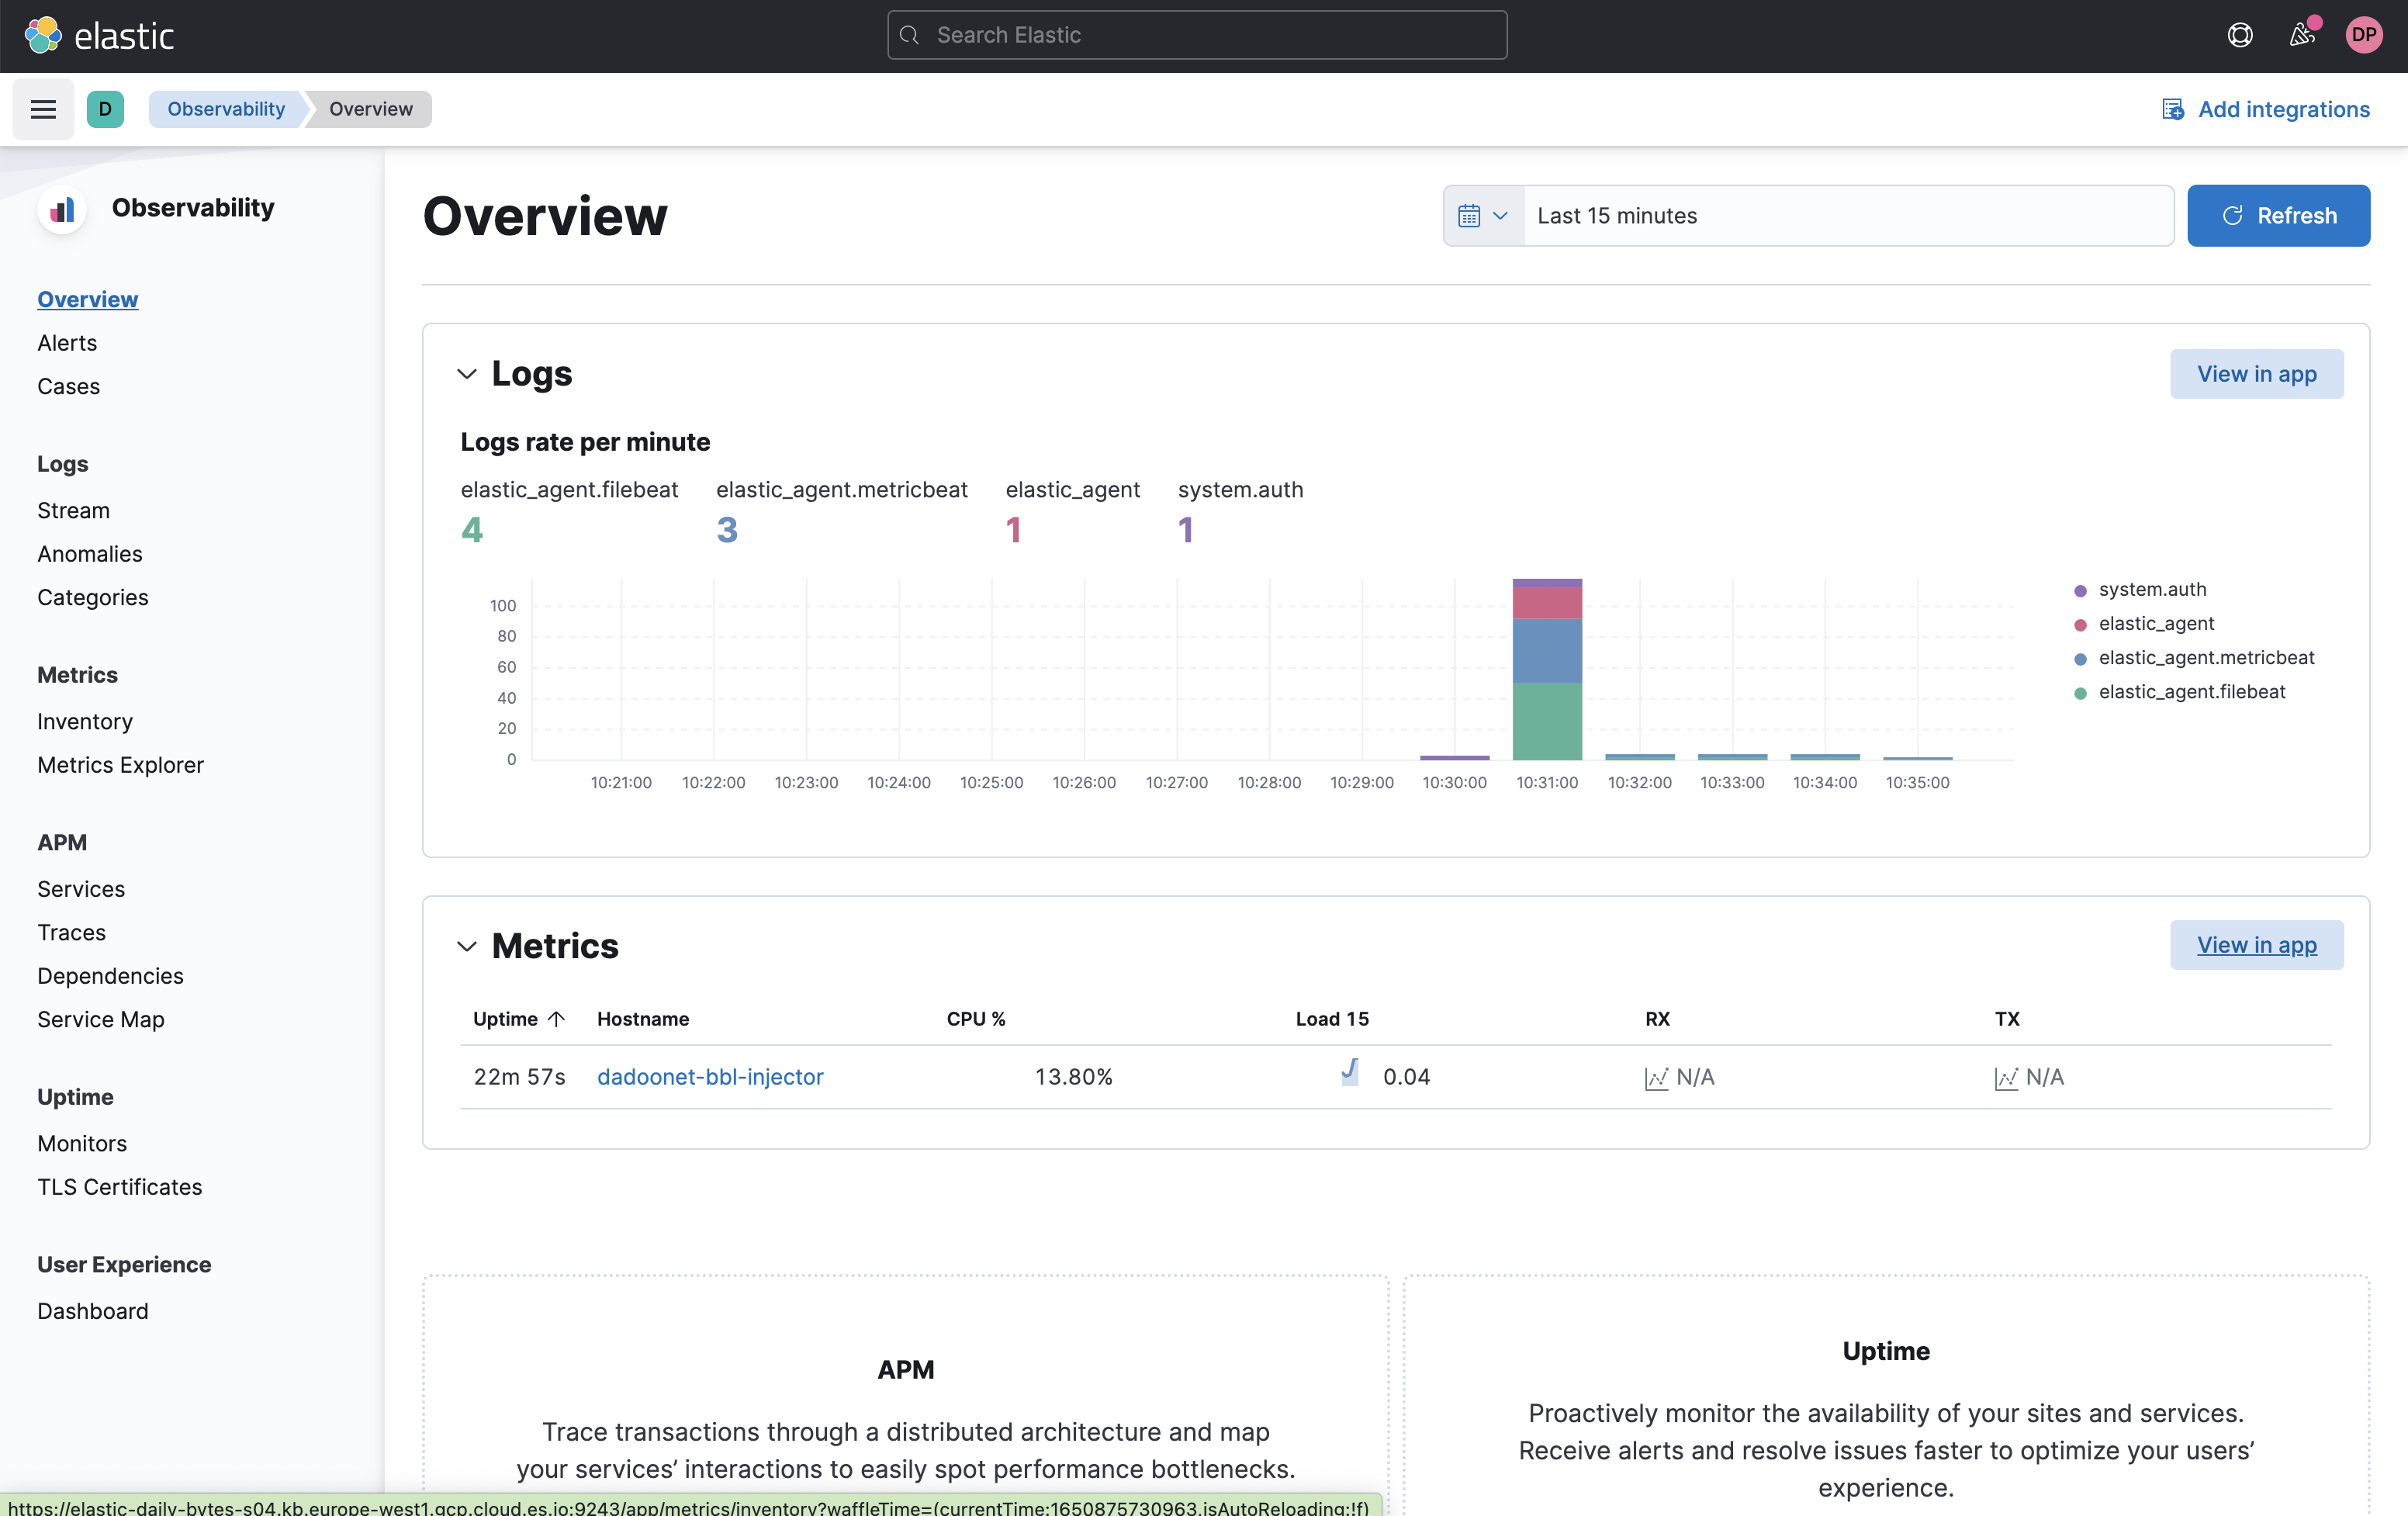 elastic
Search Elastic
DP
D
Observability
Overview
Add integrations
Observability
Overview
Alerts
Cases
Logs
Stream
Anomalies
Categories
Metrics
Inventory
Metrics Explorer
APM
Services
Traces
Dependencies
Service Map
Uptime
Monitors
TLS Certificates
User Experience
Dashboard
Overview
Last 15 minutes
Refresh
Logs
View in app
Logs rate per minute
elastic_agent.filebeat elastic_agent.metricbeat elastic_agent system.auth
4 3 1 1
100
80
60
40
20
0
10:21:00 10:22:00 10:23:00 10:24:00 10:25:00 10:26:00 10:27:00 10:28:00 10:29:00 10:30:00 10:31:00 10:32:00 10:33:00 10:34:00 10:35:00
system.auth
elastic_agent
elastic_agent.metricbeat
elastic_agent.filebeat
Metrics
View in app
Uptime Hostname CPU % Load 15 RX TX
22m 57s dadoonet-bbl-injector 13.80% 0.04 N/A N/A
APM
Trace transactions through a distributed architecture and map
your services’ interactions to easily spot performance bottlenecks.
Uptime
Proactively monitor the availability of your sites and services.
Receive alerts and resolve issues faster to optimize your users’
experience.
https://elastic-daily-bytes-s04.kb.europe-west1.gcp.cloud.es.io:9243/app/metrics/inventory?waffleTime=(currentTime:1650875730963,isAutoReloading:!f)